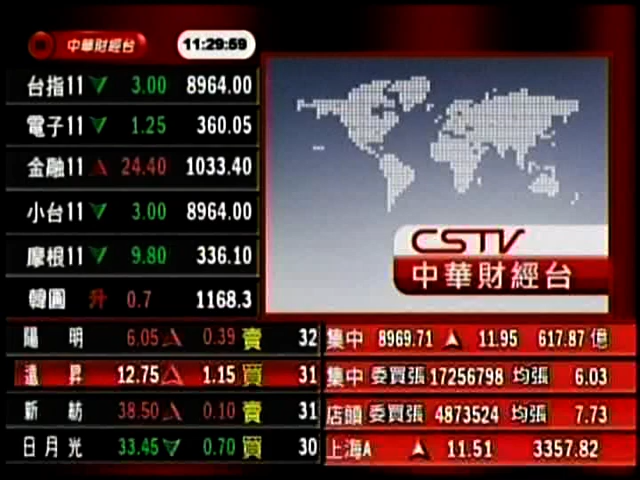 中華財經台 11:29:59
台指11 ▽ 3.00 8964.00
電子11 ▽ 1.25 360.05
金融11 △ 24.40 1033.40
小台11 ▽ 3.00 8964.00
摩根11 ▽ 9.80 336.10
韓圓 升 0.7 1168.3
CSTV
中華財經台
陽明 6.05 △ 0.39 賣 32
遠昇 12.75 △ 1.15 買 31
新紡 38.50 △ 0.10 賣 31
日月光 33.45 ▽ 0.70 買 30
集中 8969.71 ▲ 11.95 617.87 億
集中 委買張 17256798 均張 6.03
店頭 委買張 4873524 均張 7.73
上海A ▲ 11.51 3357.82